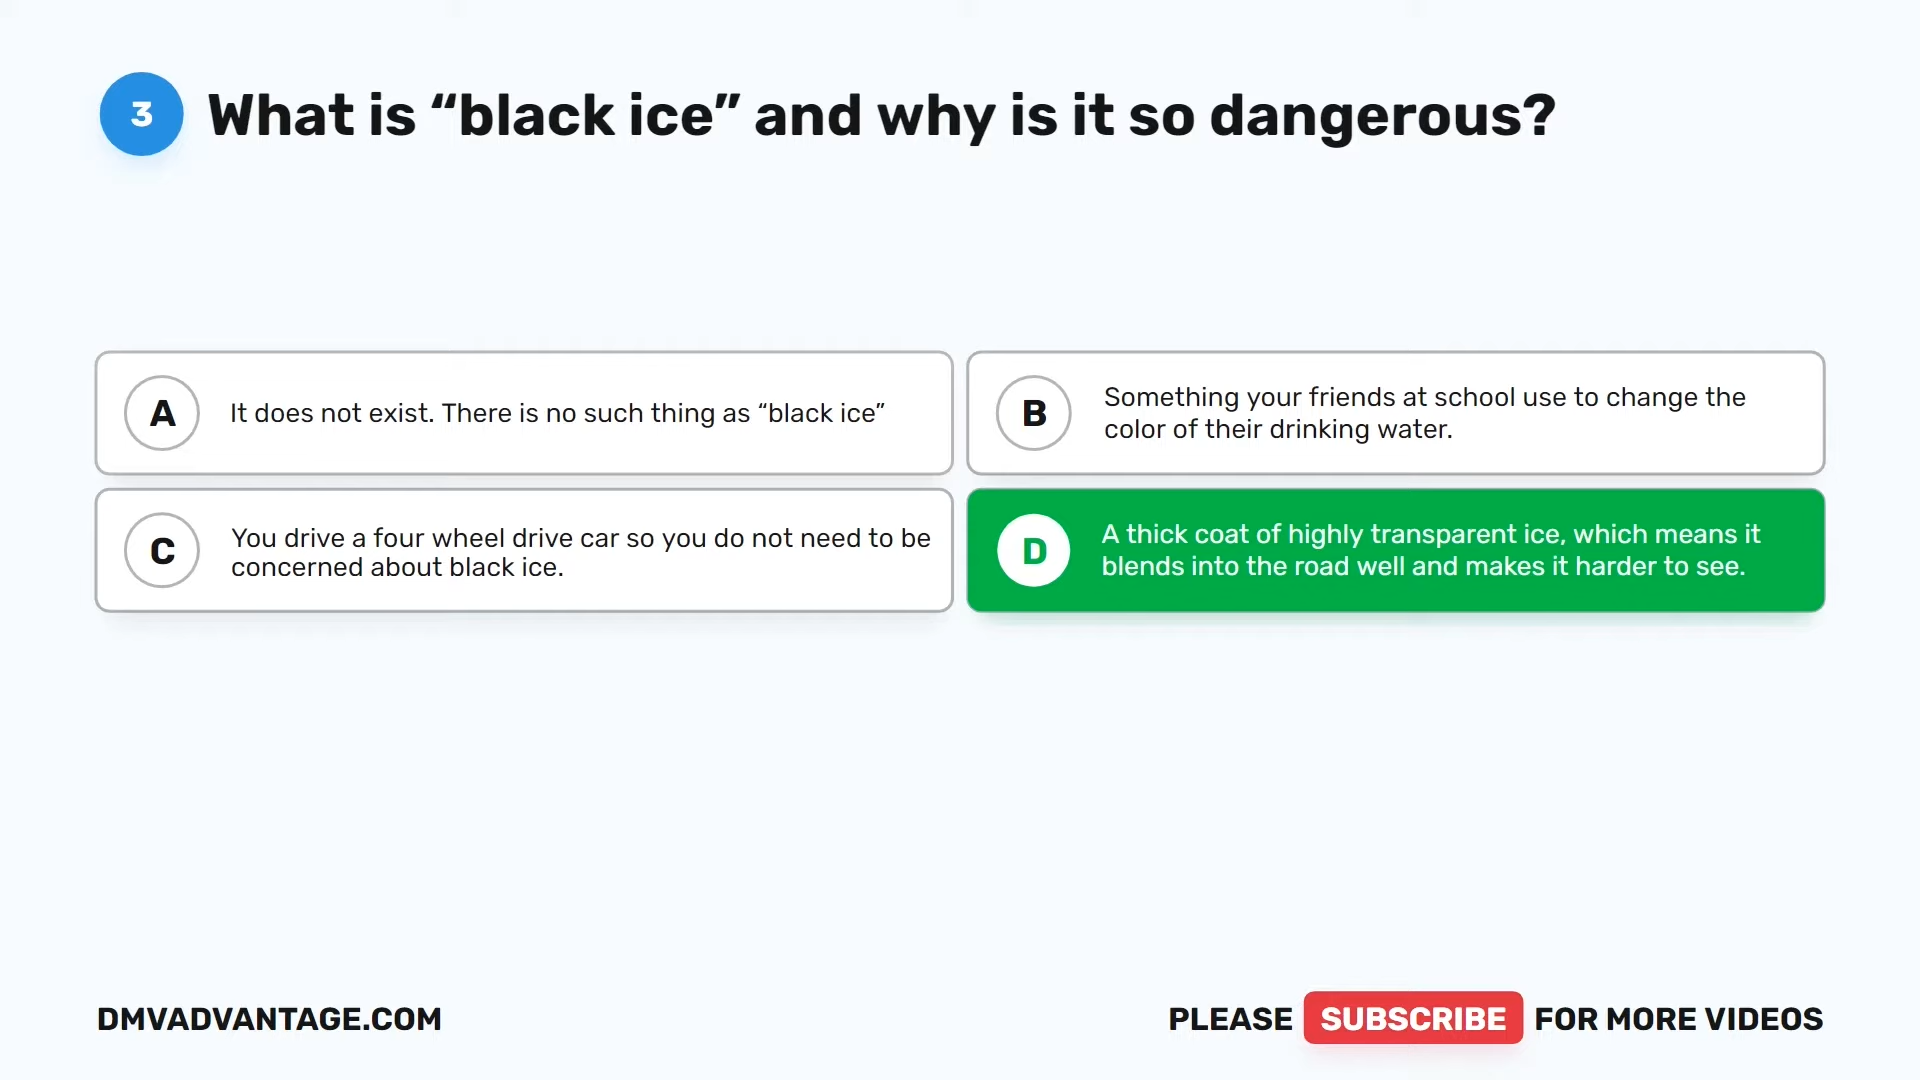 3
What is “black ice” and why is it so dangerous?
A
It does not exist. There is no such thing as “black ice”
B
Something your friends at school use to change the
color of their drinking water.
C
You drive a four wheel drive car so you do not need to be
concerned about black ice.
D
A thick coat of highly transparent ice, which means it
blends into the road well and makes it harder to see.
DMVADVANTAGE.COM
PLEASE SUBSCRIBE FOR MORE VIDEOS